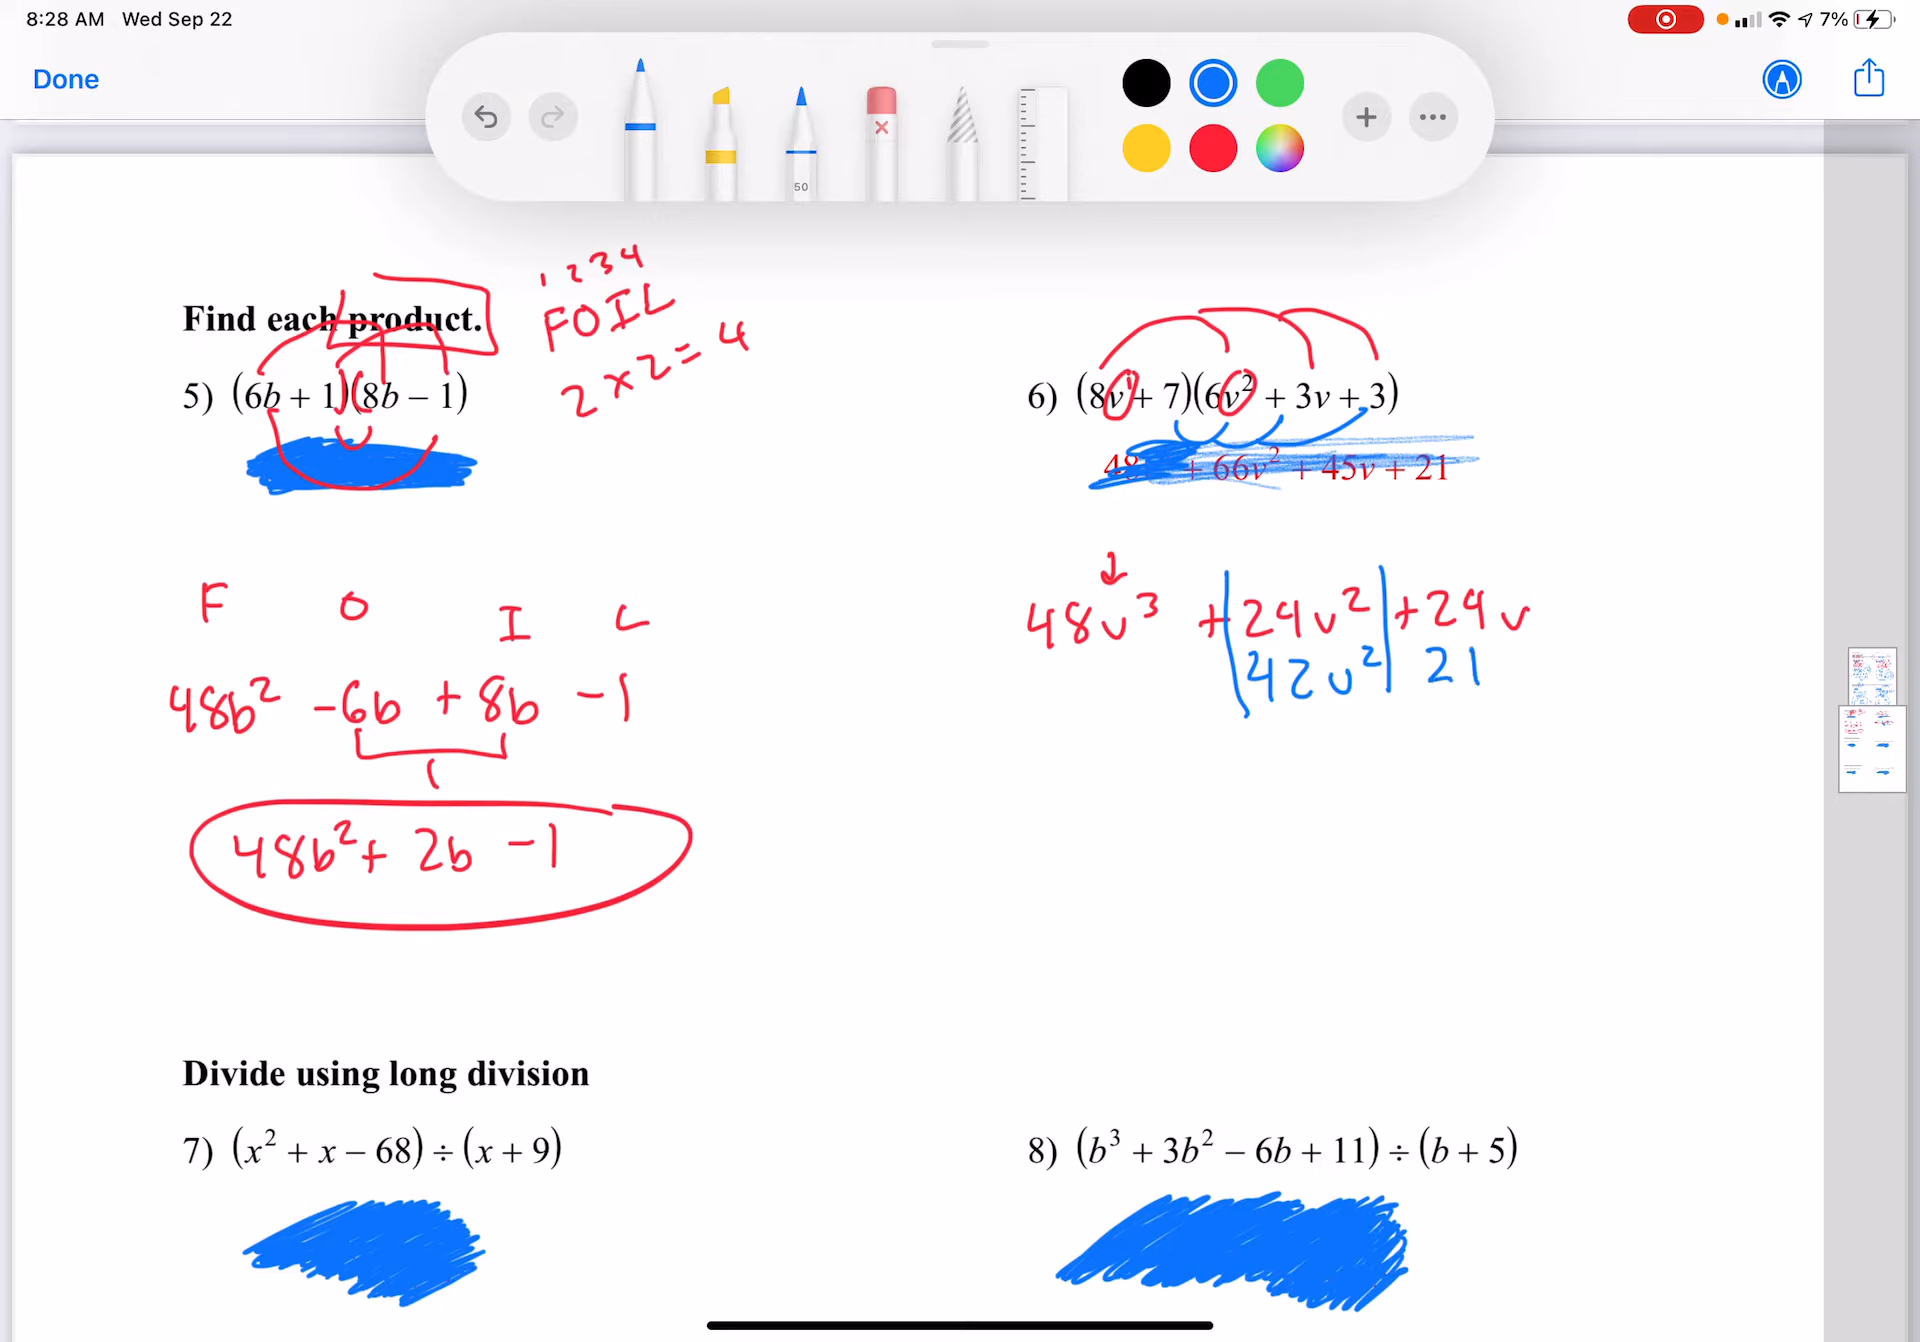 8:28 AM Wed Sep 22
7%
Done
50
1 2 3 4
FOIL
2 × 2 = 4
Find each product.
5) (6b + 1)(8b − 1)
F O I L
48b² −6b + 8b −1
48b² + 2b −1
6) (8v¹ + 7)(6v² + 3v + 3)
48 + 66v² + 45v + 21
48v³ + 24v² + 24v
42v² 21
Divide using long division
7) (x² + x − 68) ÷ (x + 9)
8) (b³ + 3b² − 6b + 11) ÷ (b + 5)